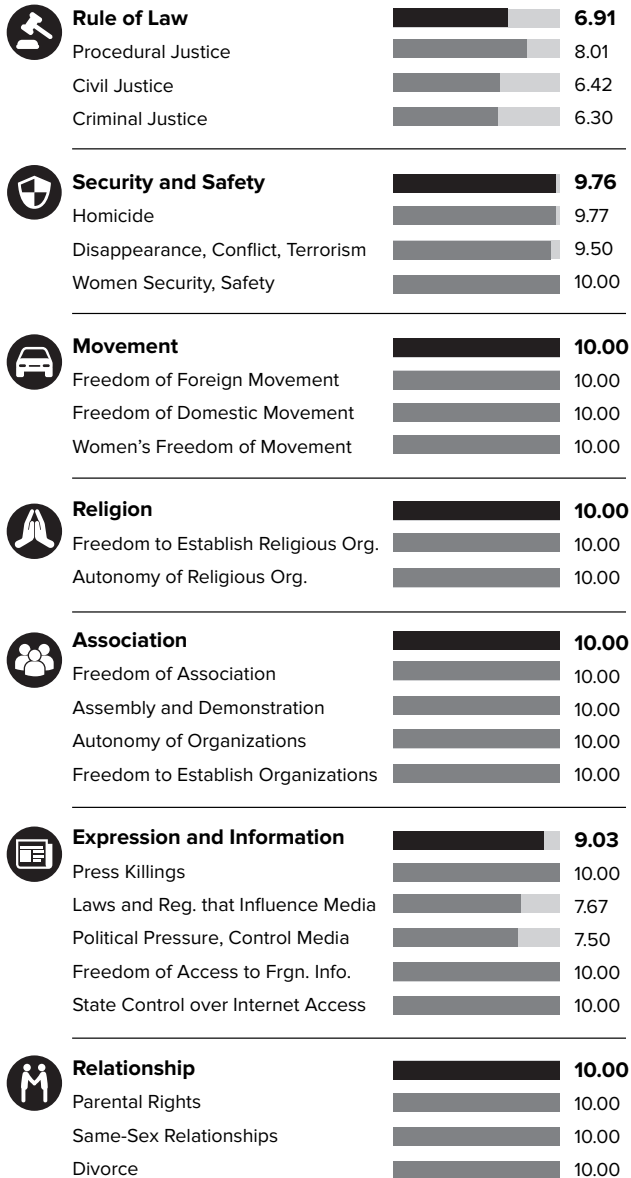 Rule of Law 6.91
Procedural Justice 8.01
Civil Justice 6.42
Criminal Justice 6.30
Security and Safety 9.76
Homicide 9.77
Disappearance, Conflict, Terrorism 9.50
Women Security, Safety 10.00
Movement 10.00
Freedom of Foreign Movement 10.00
Freedom of Domestic Movement 10.00
Women’s Freedom of Movement 10.00
Religion 10.00
Freedom to Establish Religious Org. 10.00
Autonomy of Religious Org. 10.00
Association 10.00
Freedom of Association 10.00
Assembly and Demonstration 10.00
Autonomy of Organizations 10.00
Freedom to Establish Organizations 10.00
Expression and Information 9.03
Press Killings 10.00
Laws and Reg. that Influence Media 7.67
Political Pressure, Control Media 7.50
Freedom of Access to Frgn. Info. 10.00
State Control over Internet Access 10.00
Relationship 10.00
Parental Rights 10.00
Same-Sex Relationships 10.00
Divorce 10.00